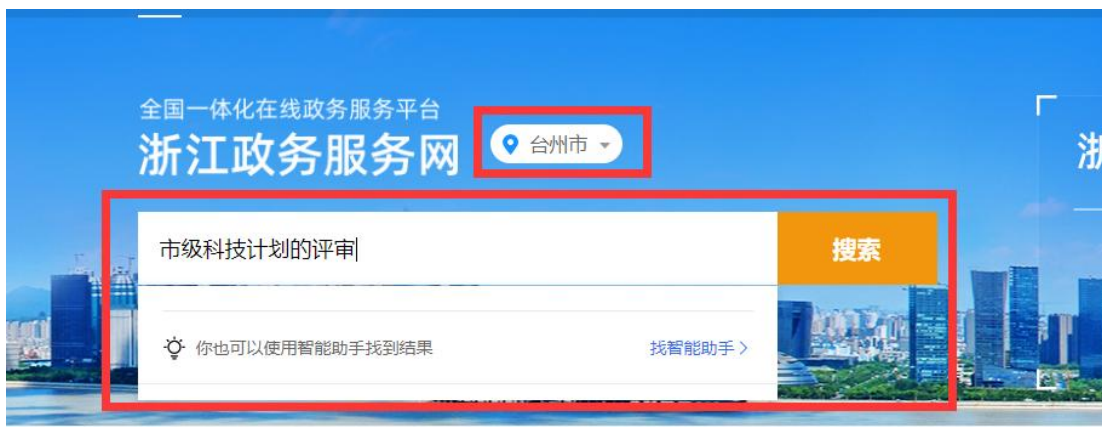 全国一体化在线政务服务平台
浙江政务服务网
台州市
浙
市级科技计划的评审
搜索
你也可以使用智能助手找到结果
找智能助手 >